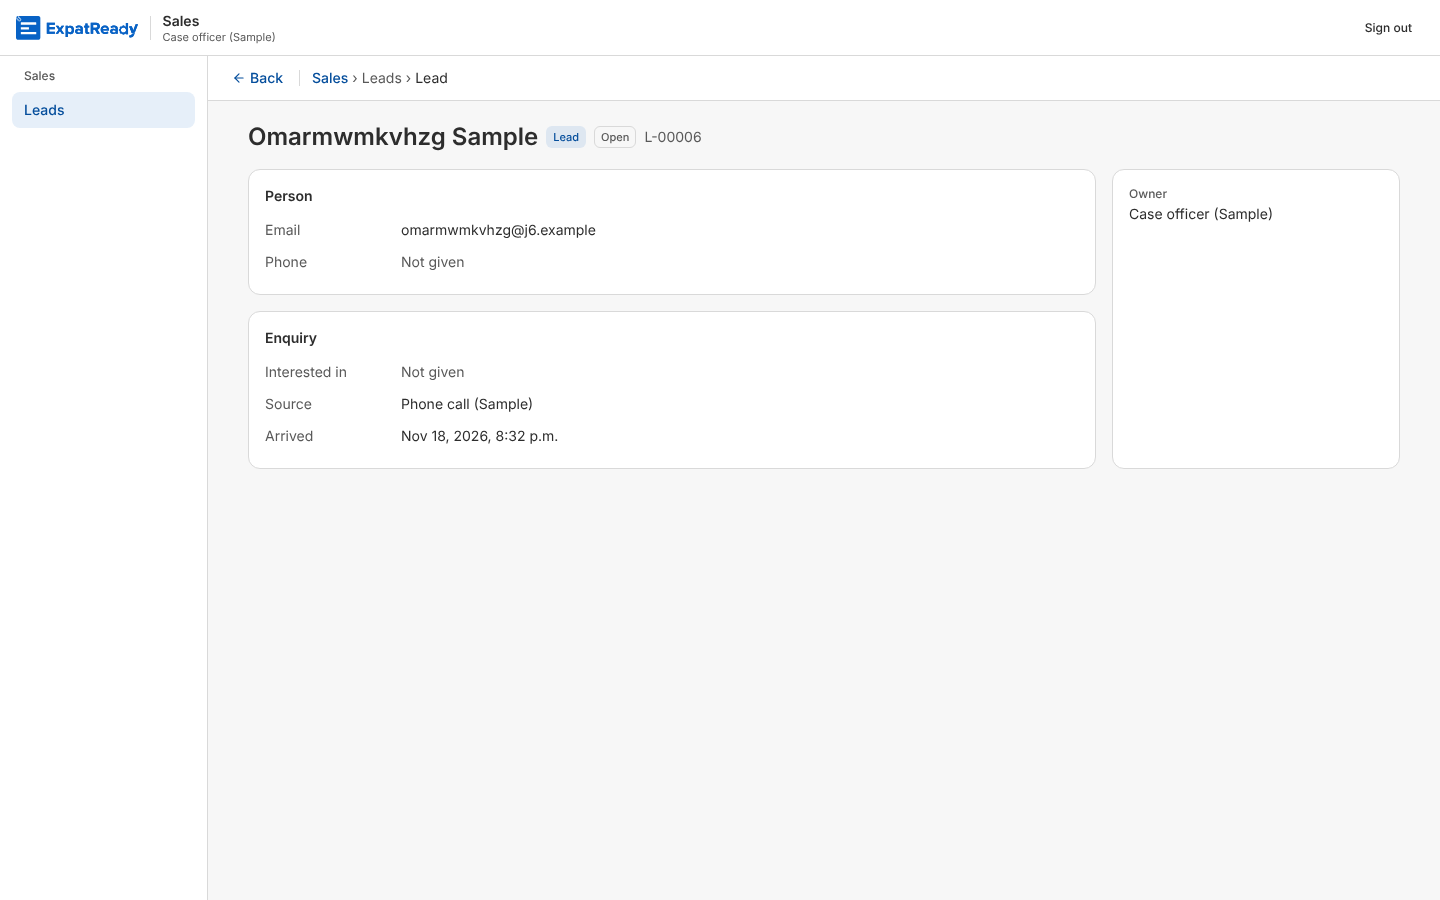 ExpatReady
Sales
Case officer (Sample)
Sign out
Sales
Leads
← Back
Sales › Leads › Lead
Omarmwmkvhzg Sample Lead Open L-00006
Person
Email omarmwmkvhzg@j6.example
Phone Not given
Enquiry
Interested in Not given
Source Phone call (Sample)
Arrived Nov 18, 2026, 8:32 p.m.
Owner
Case officer (Sample)